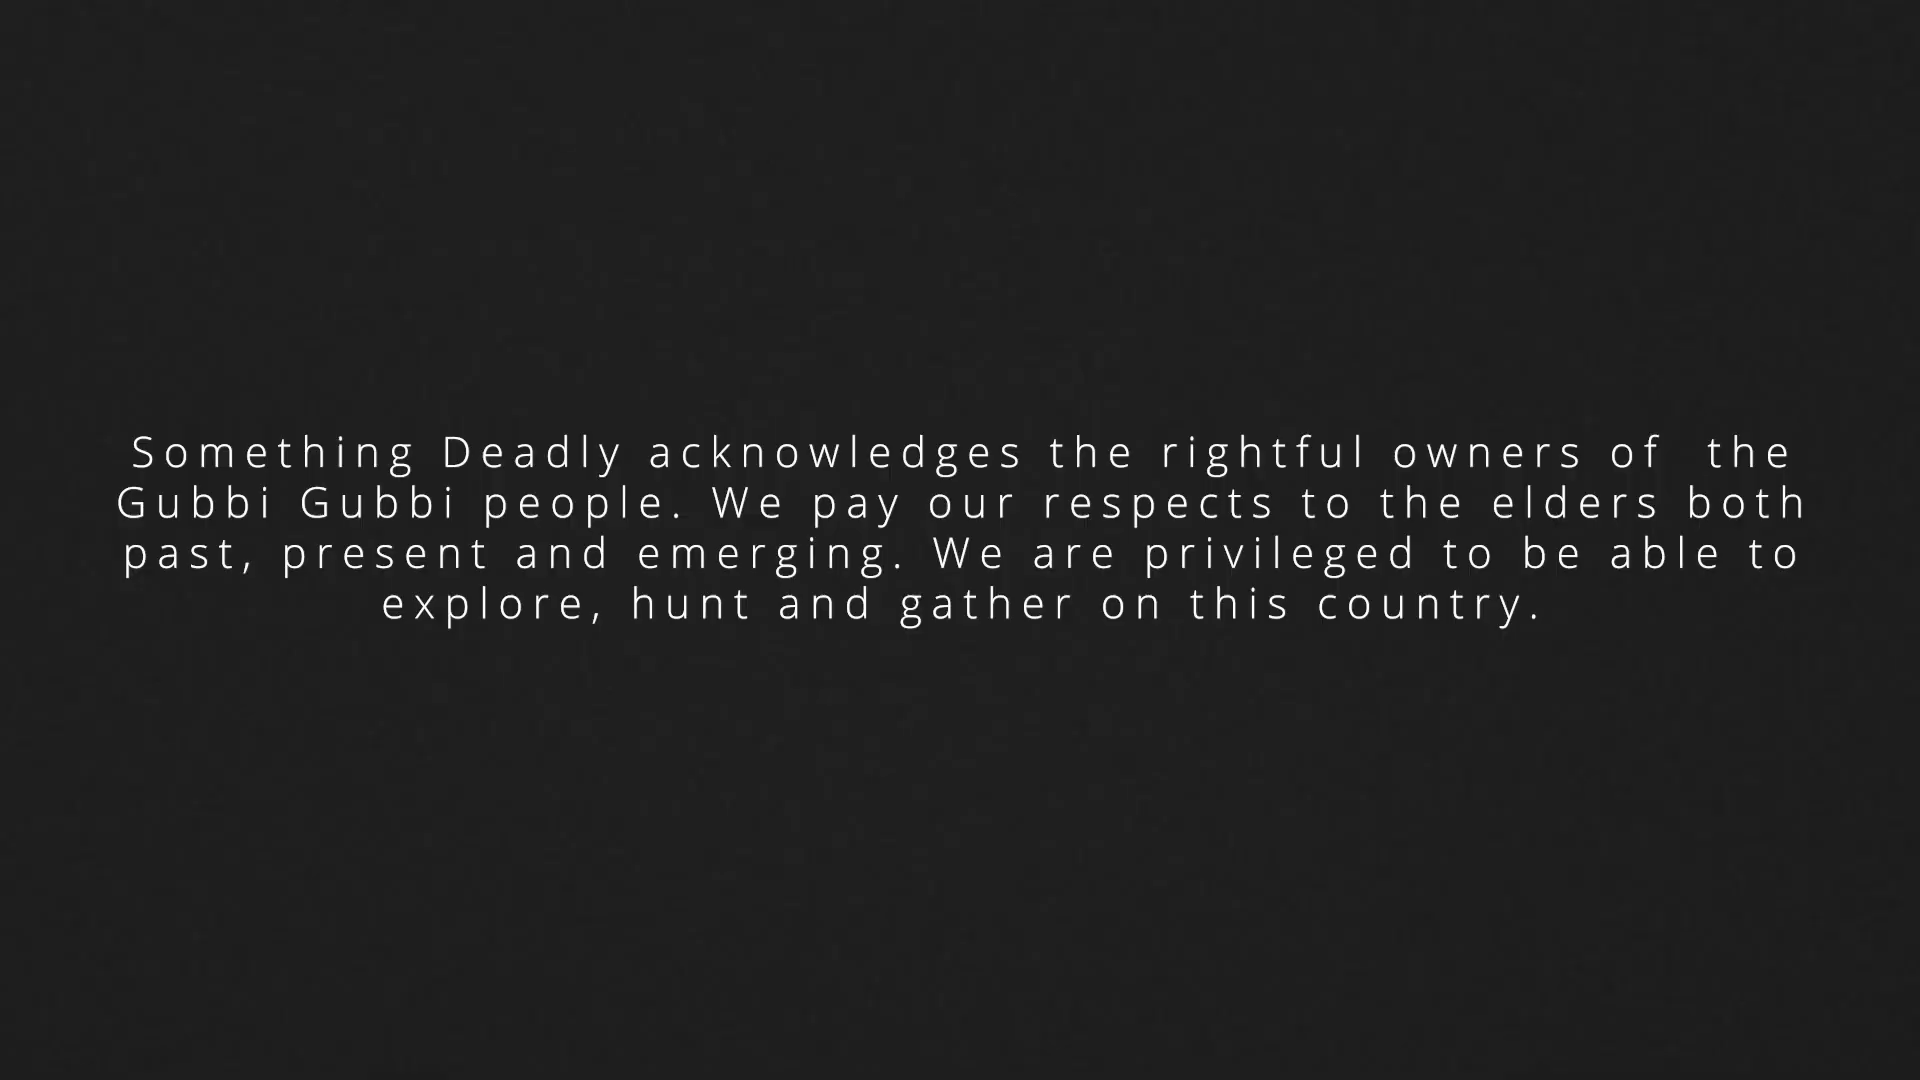 Something Deadly acknowledges the rightful owners of  the
Gubbi Gubbi people. We pay our respects to the elders both
past, present and emerging. We are privileged to be able to
explore, hunt and gather on this country.